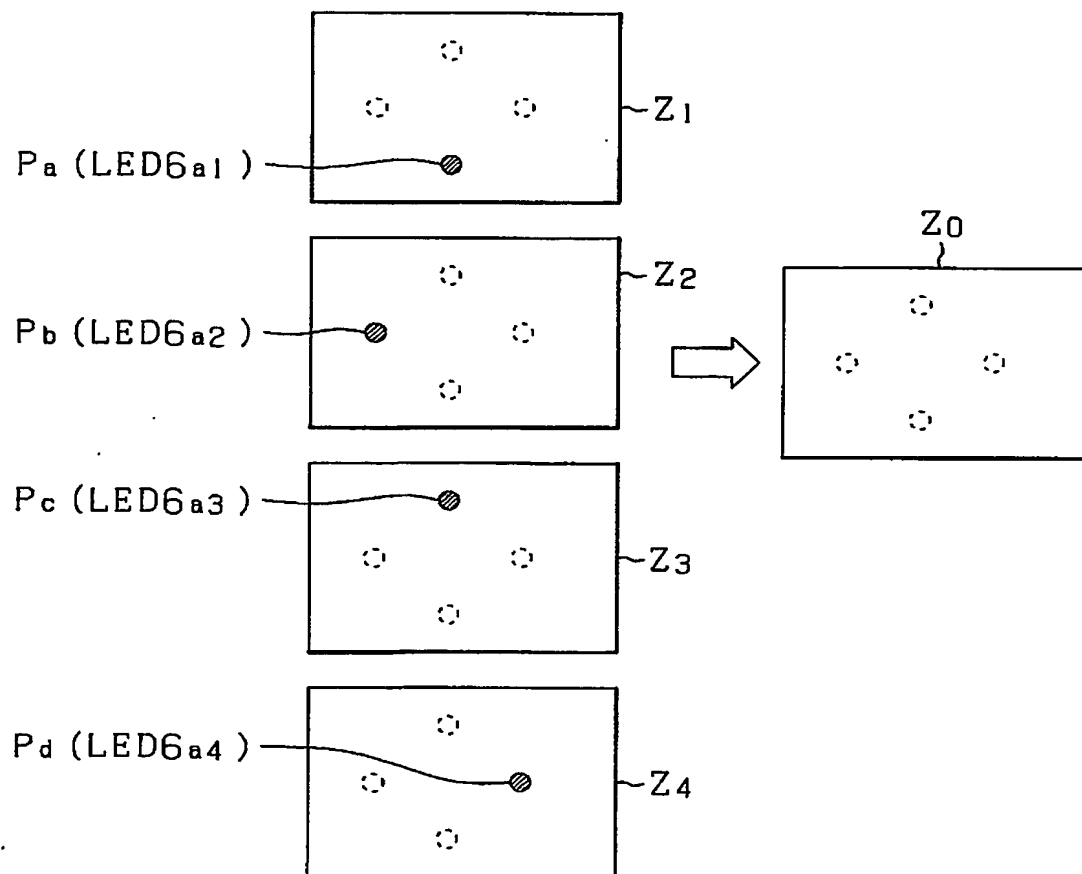 Z1
Pa (LED6a1)
Z0
Z2
Pb (LED6a2)
Pc (LED6a3)
Z3
Pd (LED6a4)
Z4